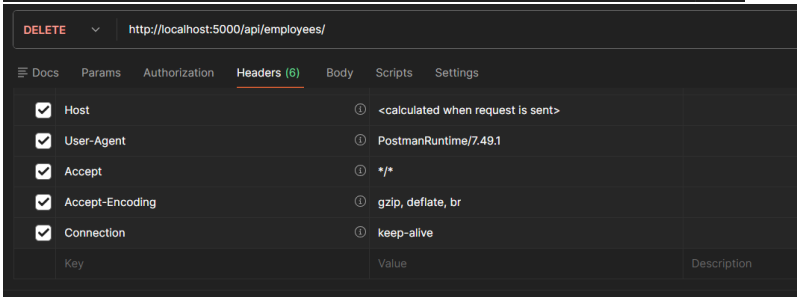 DELETE http://localhost:5000/api/employees/
Docs Params Authorization Headers (6) Body Scripts Settings
Host <calculated when request is sent>
User-Agent PostmanRuntime/7.49.1
Accept */*
Accept-Encoding gzip, deflate, br
Connection keep-alive
Key Value Description